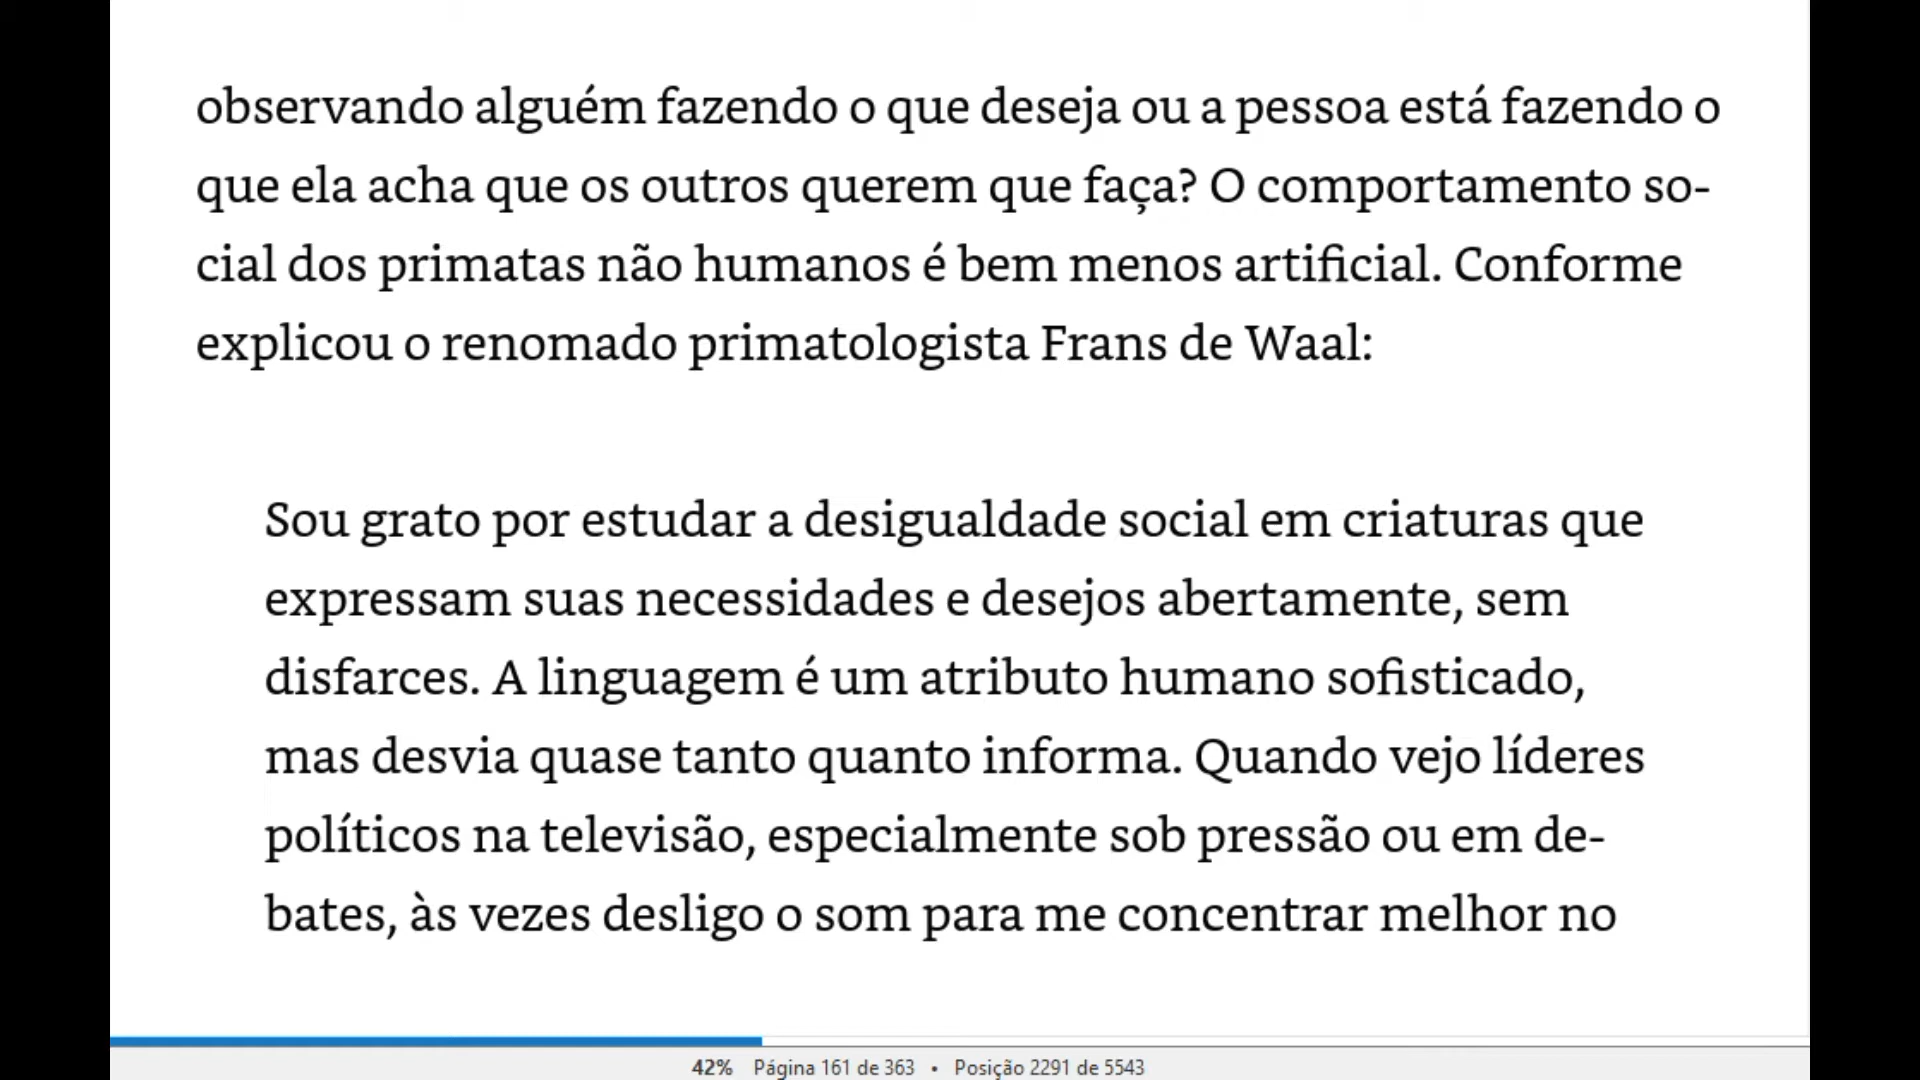 observando alguém fazendo o que deseja ou a pessoa está fazendo o
que ela acha que os outros querem que faça? O comportamento so-
cial dos primatas não humanos é bem menos artificial. Conforme
explicou o renomado primatologista Frans de Waal:
Sou grato por estudar a desigualdade social em criaturas que
expressam suas necessidades e desejos abertamente, sem
disfarces. A linguagem é um atributo humano sofisticado,
mas desvia quase tanto quanto informa. Quando vejo líderes
políticos na televisão, especialmente sob pressão ou em de-
bates, às vezes desligo o som para me concentrar melhor no
42% Página 161 de 363 • Posição 2291 de 5543